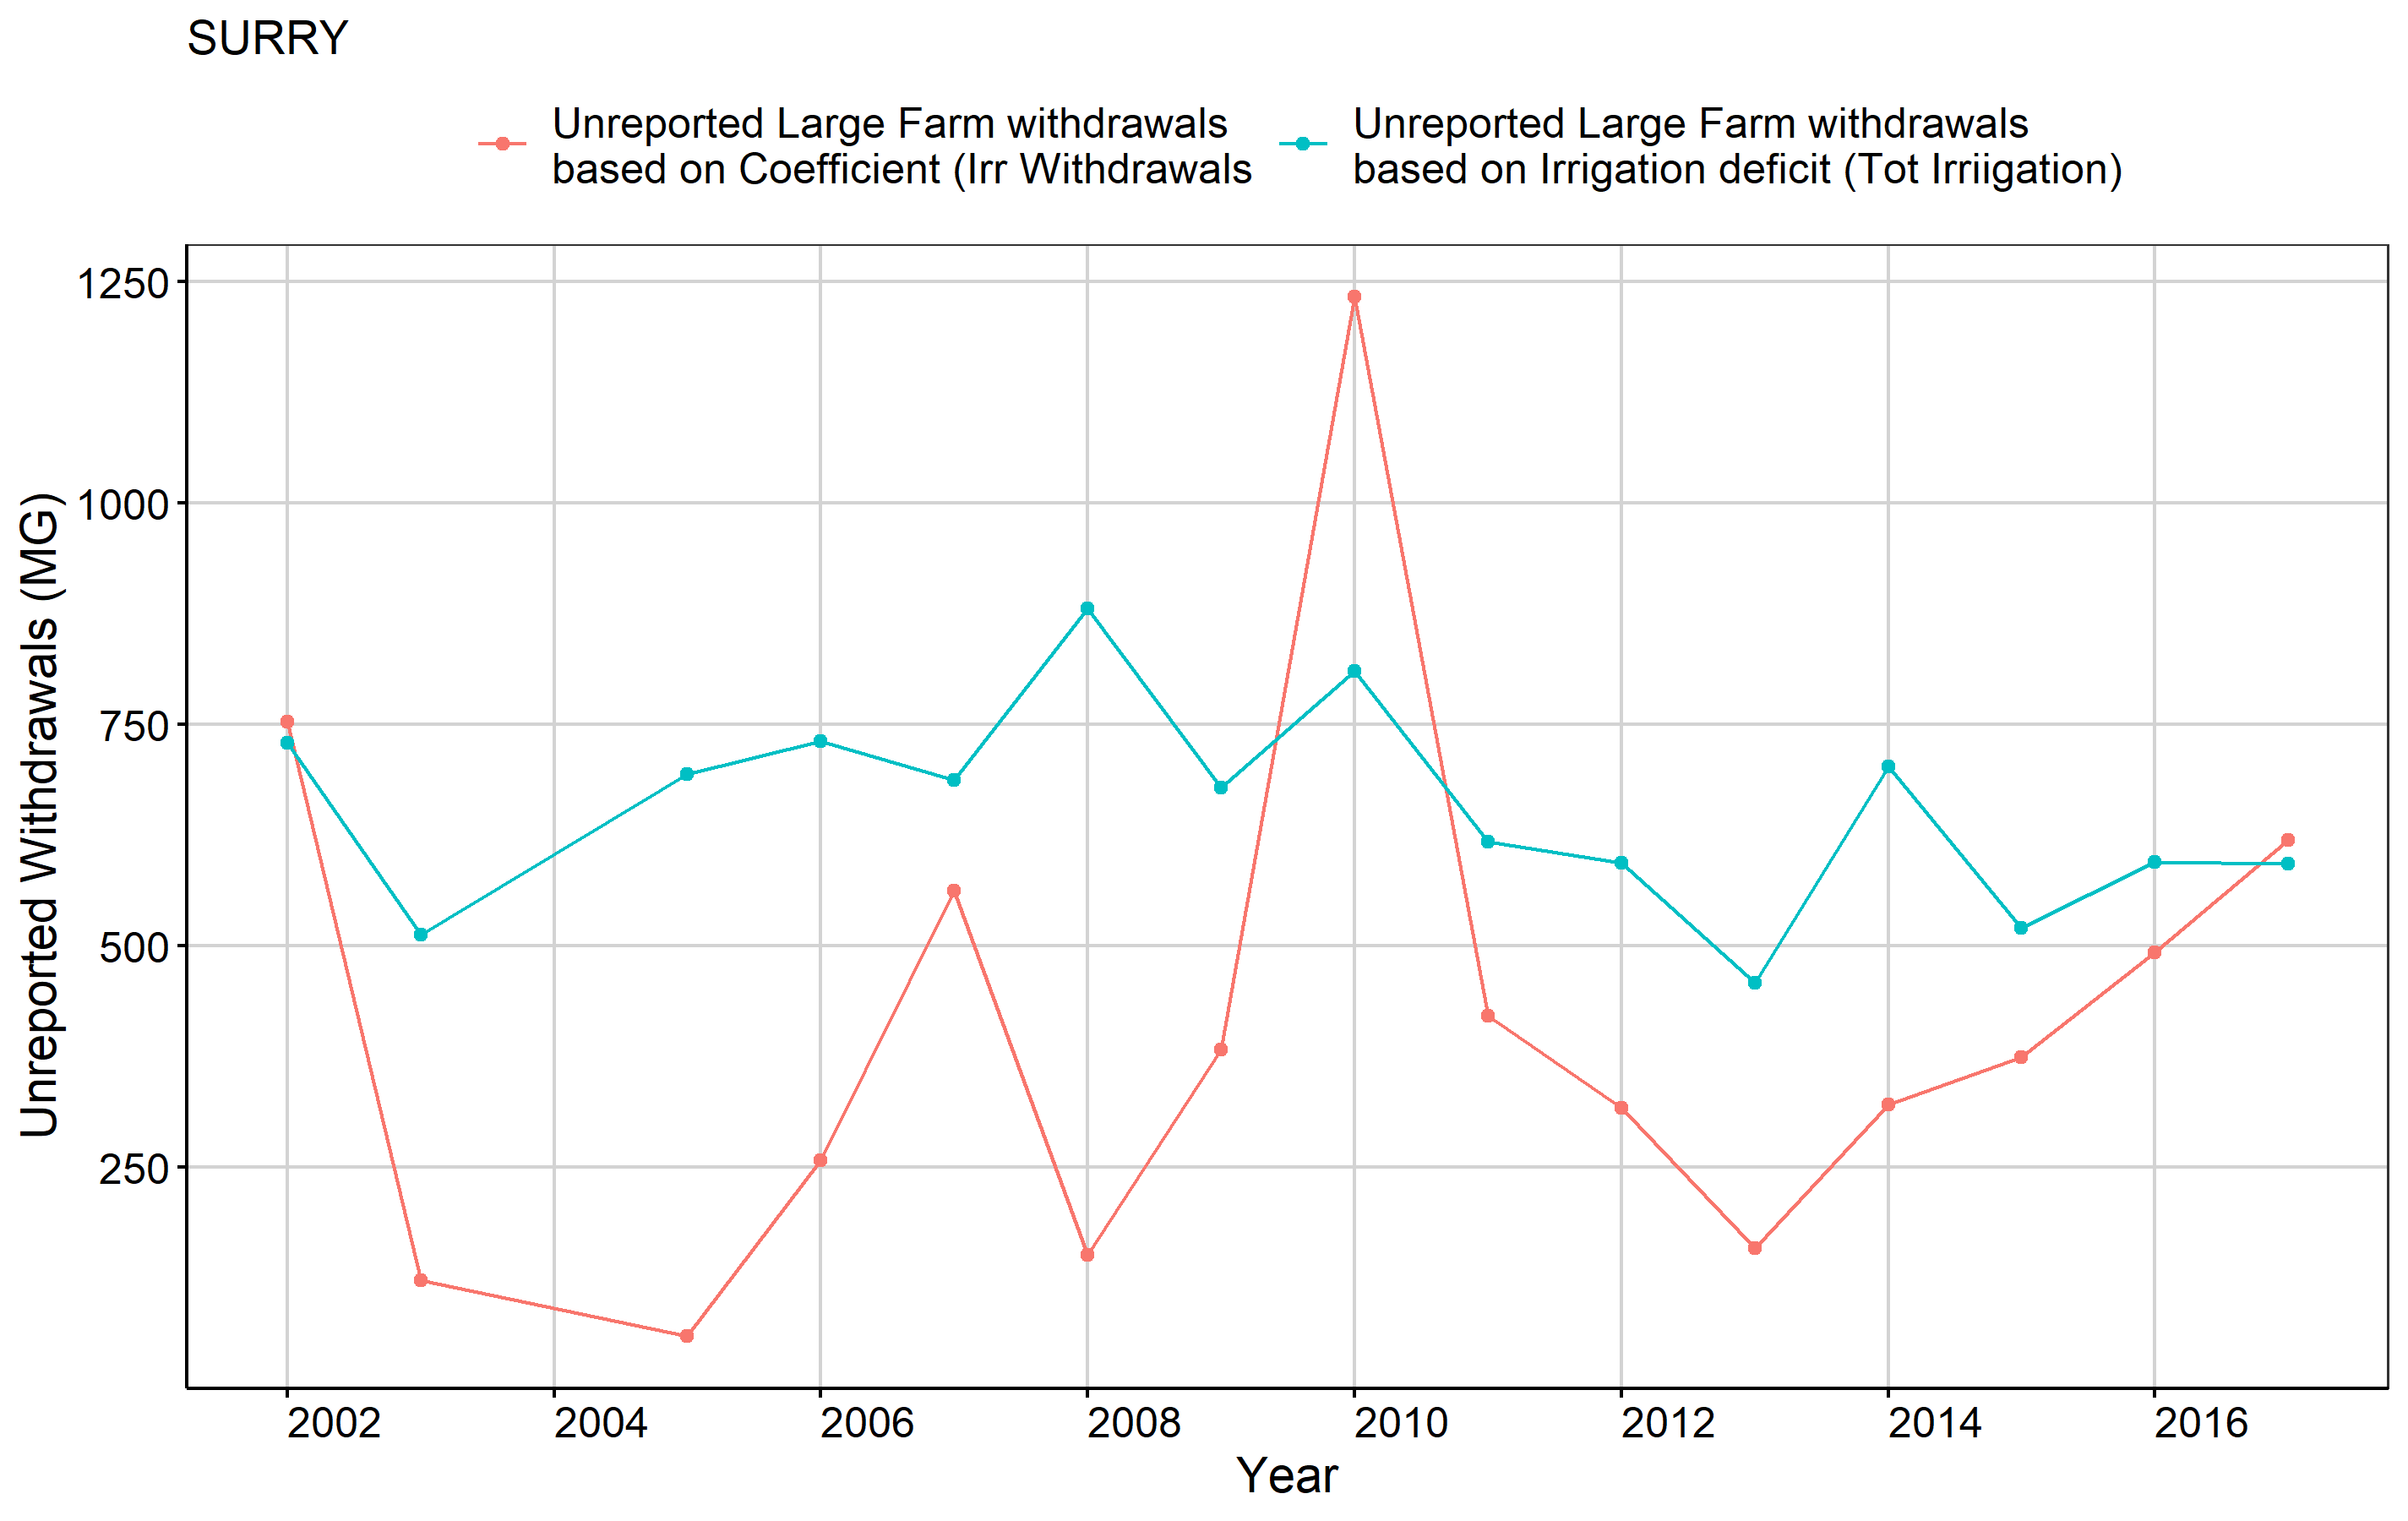 SURRY
Unreported Large Farm withdrawals
based on Coefficient (Irr Withdrawals
Unreported Large Farm withdrawals
based on Irrigation deficit (Tot Irriigation)
Unreported Withdrawals (MG)
1250
1000
750
500
250
2002 2004 2006 2008 2010 2012 2014 2016
Year